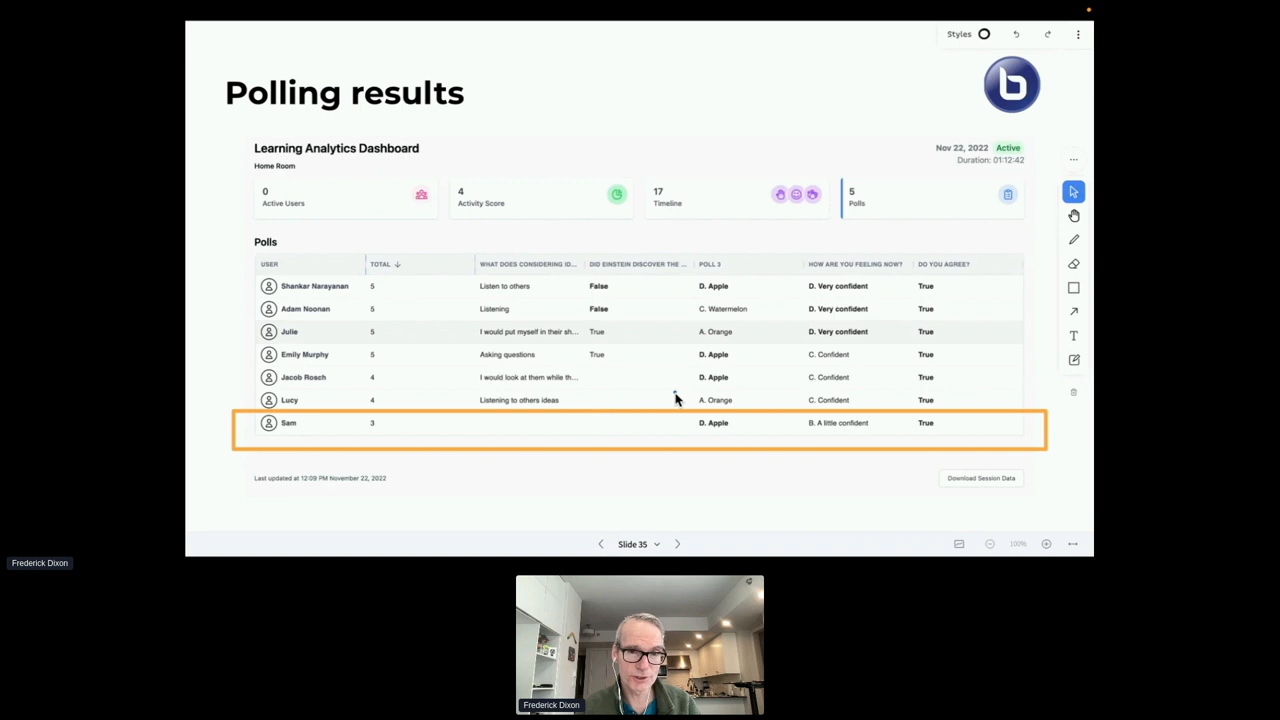 Styles
Polling results
b
Learning Analytics Dashboard
Home Room
Nov 22, 2022 Active
Duration: 01:12:42
0
Active Users
4
Activity Score
17
Timeline
5
Polls
Polls
USER TOTAL WHAT DOES CONSIDERING ID... DID EINSTEIN DISCOVER THE ... POLL 3 HOW ARE YOU FEELING NOW? DO YOU AGREE?
Shankar Narayanan 5 Listen to others False D. Apple D. Very confident True
Adam Noonan 5 Listening False C. Watermelon D. Very confident True
Julie 5 I would put myself in their sh... True A. Orange D. Very confident True
Emily Murphy 5 Asking questions True D. Apple C. Confident True
Jacob Rosch 4 I would look at them while th... D. Apple C. Confident True
Lucy 4 Listening to others ideas A. Orange C. Confident True
Sam 3 D. Apple B. A little confident True
Last updated at 12:09 PM November 22, 2022
Download Session Data
T
Slide 35
100%
Frederick Dixon
Frederick Dixon